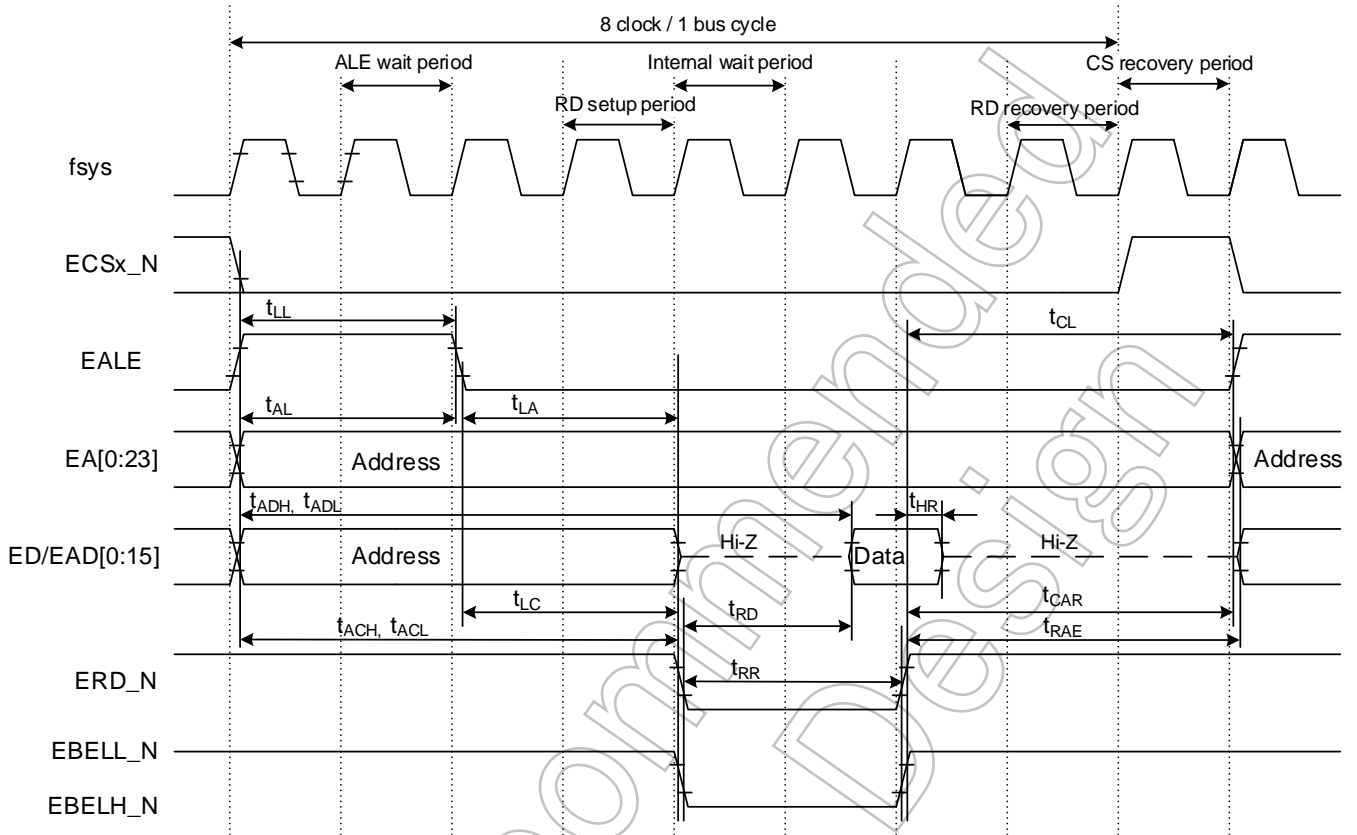 8 clock / 1 bus cycle
ALE wait period
Internal wait period
CS recovery period
RD setup period
RD recovery period
fsys
ECSx_N
tLL
tCL
EALE
tAL
tLA
EA[0:23]
Address
Address
tADH, tADL
tHR
ED/EAD[0:15]
Address
Hi-Z
Data
Hi-Z
tLC
tRD
tCAR
tACH, tACL
tRAE
ERD_N
tRR
EBELL_N
EBELH_N
ommended
Design